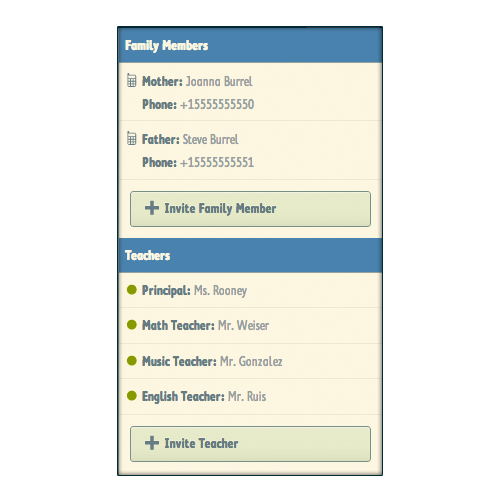 Family Members
Mother: Joanna Burrel
Phone: +15555555550
Father: Steve Burrel
Phone: +15555555551
Invite Family Member
Teachers
Principal: Ms. Rooney
Math Teacher: Mr. Weiser
Music Teacher: Mr. Gonzalez
English Teacher: Mr. Ruis
Invite Teacher